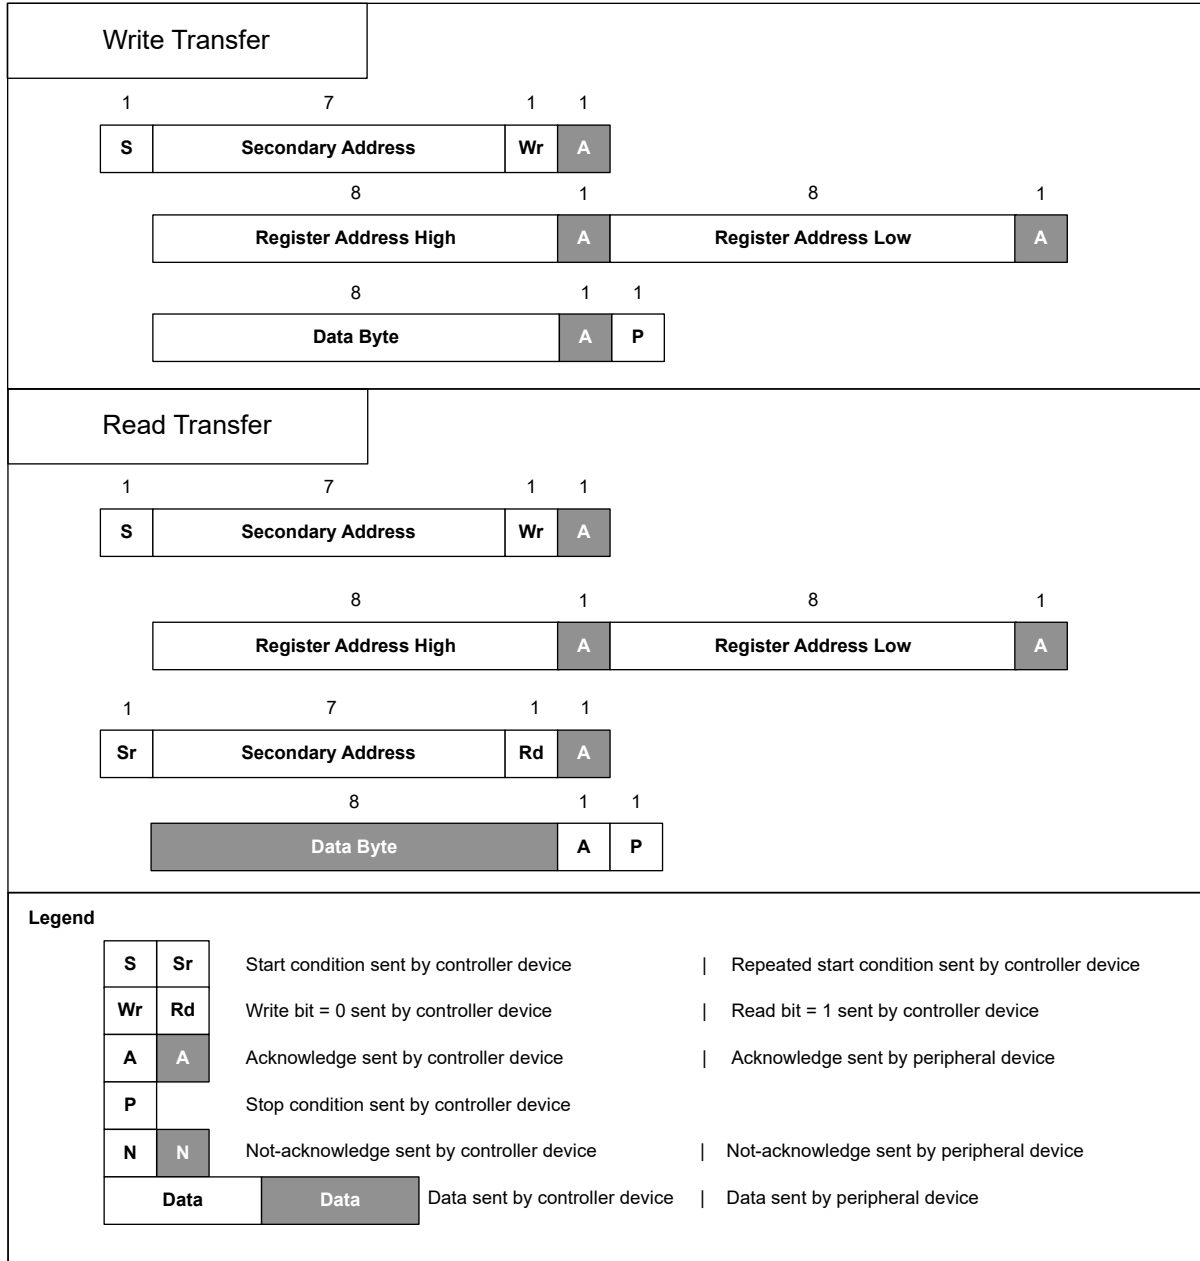 Write Transfer
1 7 1 1
S Secondary Address Wr A
8 1 8 1
Register Address High A Register Address Low A
8 1 1
Data Byte A P
Read Transfer
1 7 1 1
S Secondary Address Wr A
8 1 8 1
Register Address High A Register Address Low A
1 7 1 1
Sr Secondary Address Rd A
8 1 1
Data Byte A P
Legend
S Sr Start condition sent by controller device | Repeated start condition sent by controller device
Wr Rd Write bit = 0 sent by controller device | Read bit = 1 sent by controller device
A A Acknowledge sent by controller device | Acknowledge sent by peripheral device
P Stop condition sent by controller device
N N Not-acknowledge sent by controller device | Not-acknowledge sent by peripheral device
Data Data Data sent by controller device | Data sent by peripheral device